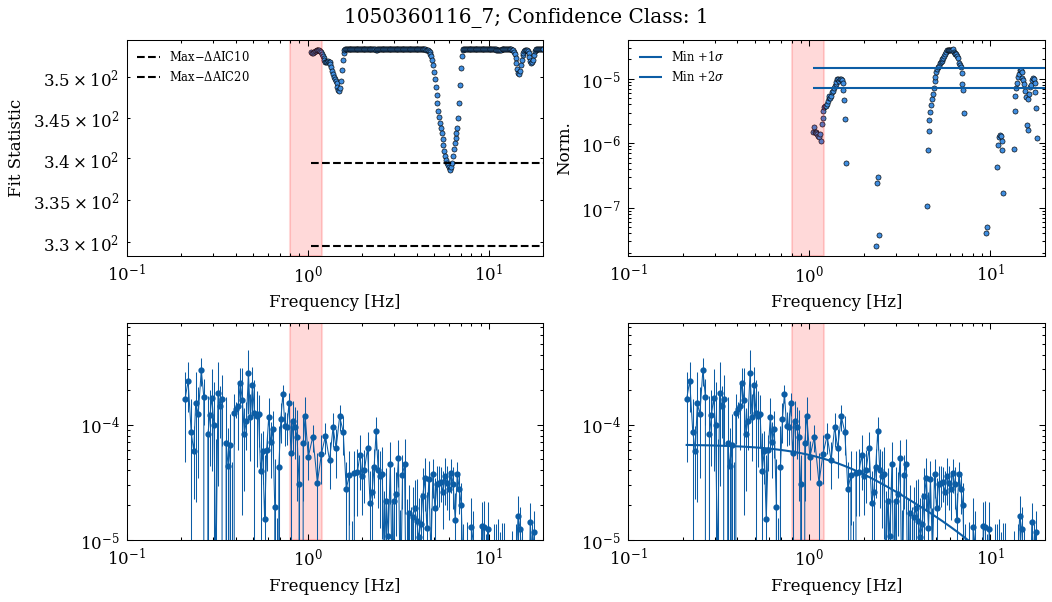 1050360116_7; Confidence Class: 1
Max−ΔAIC10
Max−ΔAIC20
3.5 × 10²
3.45 × 10²
3.4 × 10²
3.35 × 10²
3.3 × 10²
Fit Statistic
10⁻¹ 10⁰ 10¹
Frequency [Hz]
Min +1σ
Min +2σ
10⁻⁵
10⁻⁶
10⁻⁷
Norm.
10⁻¹ 10⁰ 10¹
Frequency [Hz]
10⁻⁴
10⁻⁵
10⁻¹ 10⁰ 10¹
Frequency [Hz]
10⁻⁴
10⁻⁵
10⁻¹ 10⁰ 10¹
Frequency [Hz]